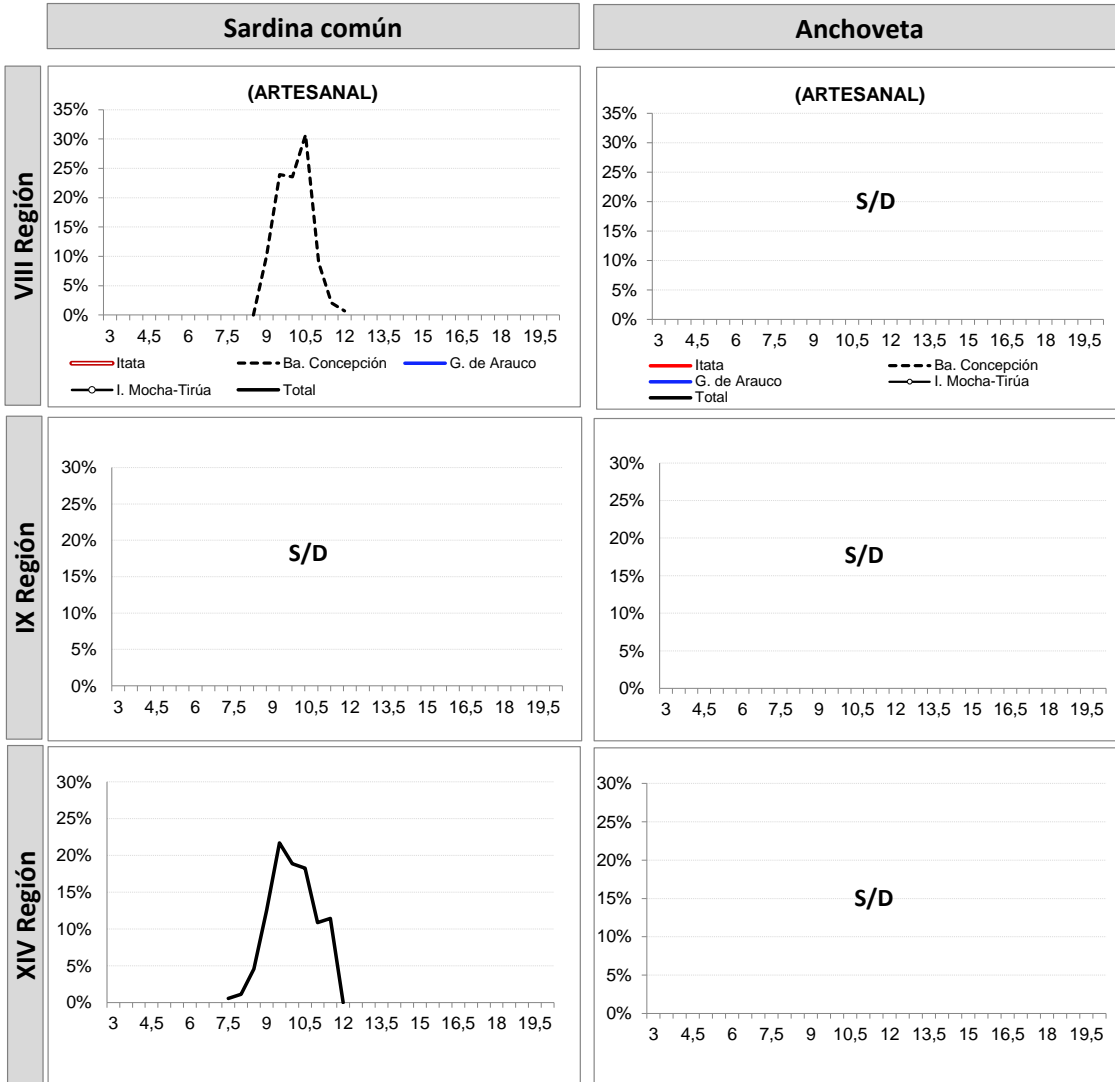 Sardina común
Anchoveta
VIII Región
(ARTESANAL)
35%
30%
25%
20%
15%
10%
5%
0%
3 4,5 6 7,5 9 10,5 12 13,5 15 16,5 18 19,5
Itata Ba. Concepción G. de Arauco
I. Mocha-Tirúa Total
(ARTESANAL)
35%
30%
25%
20%
15%
10%
5%
0%
S/D
3 4,5 6 7,5 9 10,5 12 13,5 15 16,5 18 19,5
Itata Ba. Concepción
G. de Arauco I. Mocha-Tirúa
Total
IX Región
30%
25%
20%
15%
10%
5%
0%
S/D
3 4,5 6 7,5 9 10,5 12 13,5 15 16,5 18 19,5
30%
25%
20%
15%
10%
5%
0%
S/D
3 4,5 6 7,5 9 10,5 12 13,5 15 16,5 18 19,5
XIV Región
30%
25%
20%
15%
10%
5%
0%
3 4,5 6 7,5 9 10,5 12 13,5 15 16,5 18 19,5
30%
25%
20%
15%
10%
5%
0%
S/D
3 4,5 6 7,5 9 10,5 12 13,5 15 16,5 18 19,5